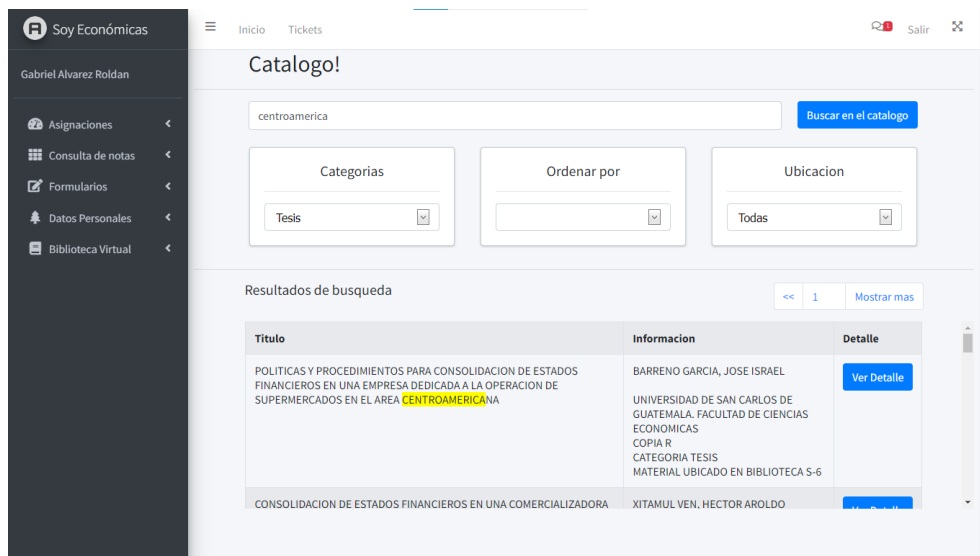 Soy Económicas
Inicio
Tickets
1
Salir
Gabriel Alvarez Roldan
Asignaciones
Consulta de notas
Formularios
Datos Personales
Biblioteca Virtual
Catalogo!
centroamerica
Buscar en el catalogo
Categorias
Tesis
Ordenar por
Ubicacion
Todas
Resultados de busqueda
<<
1
Mostrar mas
Titulo
Informacion
Detalle
POLITICAS Y PROCEDIMIENTOS PARA CONSOLIDACION DE ESTADOS
FINANCIEROS EN UNA EMPRESA DEDICADA A LA OPERACION DE
SUPERMERCADOS EN EL AREA CENTROAMERICANA
BARRENO GARCIA, JOSE ISRAEL
UNIVERSIDAD DE SAN CARLOS DE
GUATEMALA. FACULTAD DE CIENCIAS
ECONOMICAS
COPIA R
CATEGORIA TESIS
MATERIAL UBICADO EN BIBLIOTECA S-6
Ver Detalle
CONSOLIDACION DE ESTADOS FINANCIEROS EN UNA COMERCIALIZADORA
XITAMUL VEN, HECTOR AROLDO